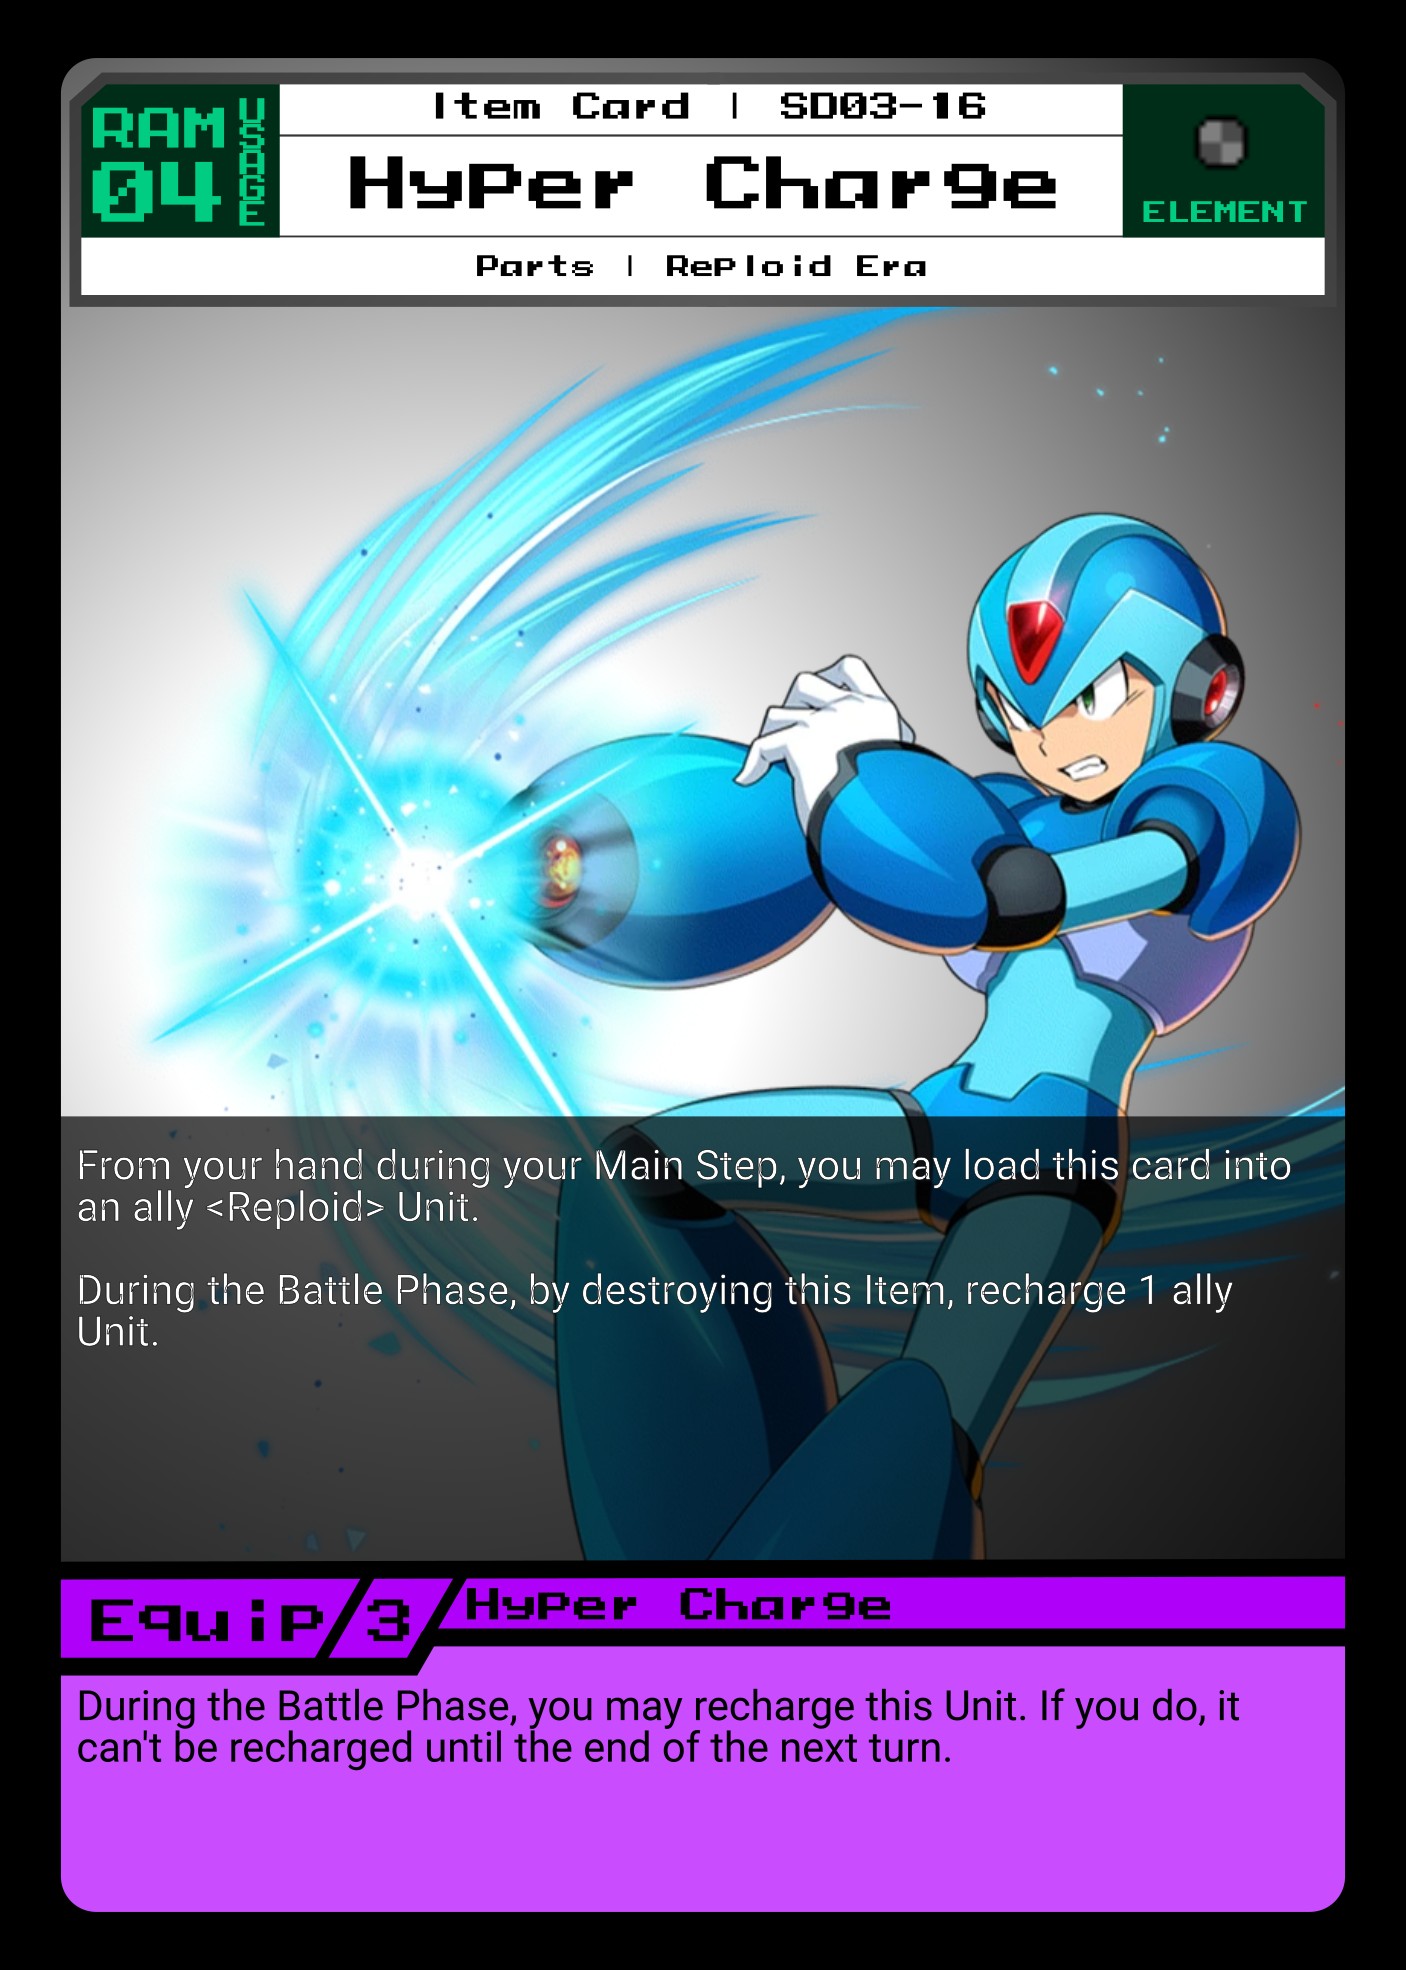 RAM
04
USAGE
Item Card | SD03-16
Hyper Charge
ELEMENT
Parts | Reploid Era
From your hand during your Main Step, you may load this card into
an ally <Reploid> Unit.
During the Battle Phase, by destroying this Item, recharge 1 ally
Unit.
Equip/3
Hyper Charge
During the Battle Phase, you may recharge this Unit. If you do, it
can't be recharged until the end of the next turn.